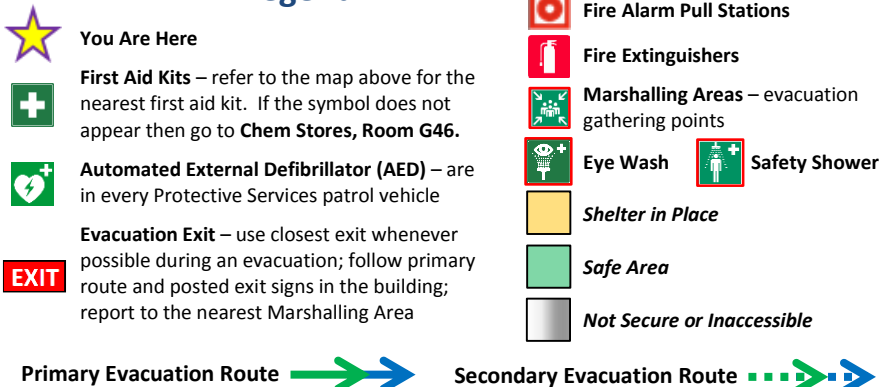 You Are Here
First Aid Kits – refer to the map above for the
nearest first aid kit. If the symbol does not
appear then go to Chem Stores, Room G46.
Automated External Defibrillator (AED) – are
in every Protective Services patrol vehicle
Evacuation Exit – use closest exit whenever
possible during an evacuation; follow primary
route and posted exit signs in the building;
report to the nearest Marshalling Area
EXIT
Fire Alarm Pull Stations
Fire Extinguishers
Marshalling Areas – evacuation
gathering points
Eye Wash
Safety Shower
Shelter in Place
Safe Area
Not Secure or Inaccessible
Primary Evacuation Route
Secondary Evacuation Route